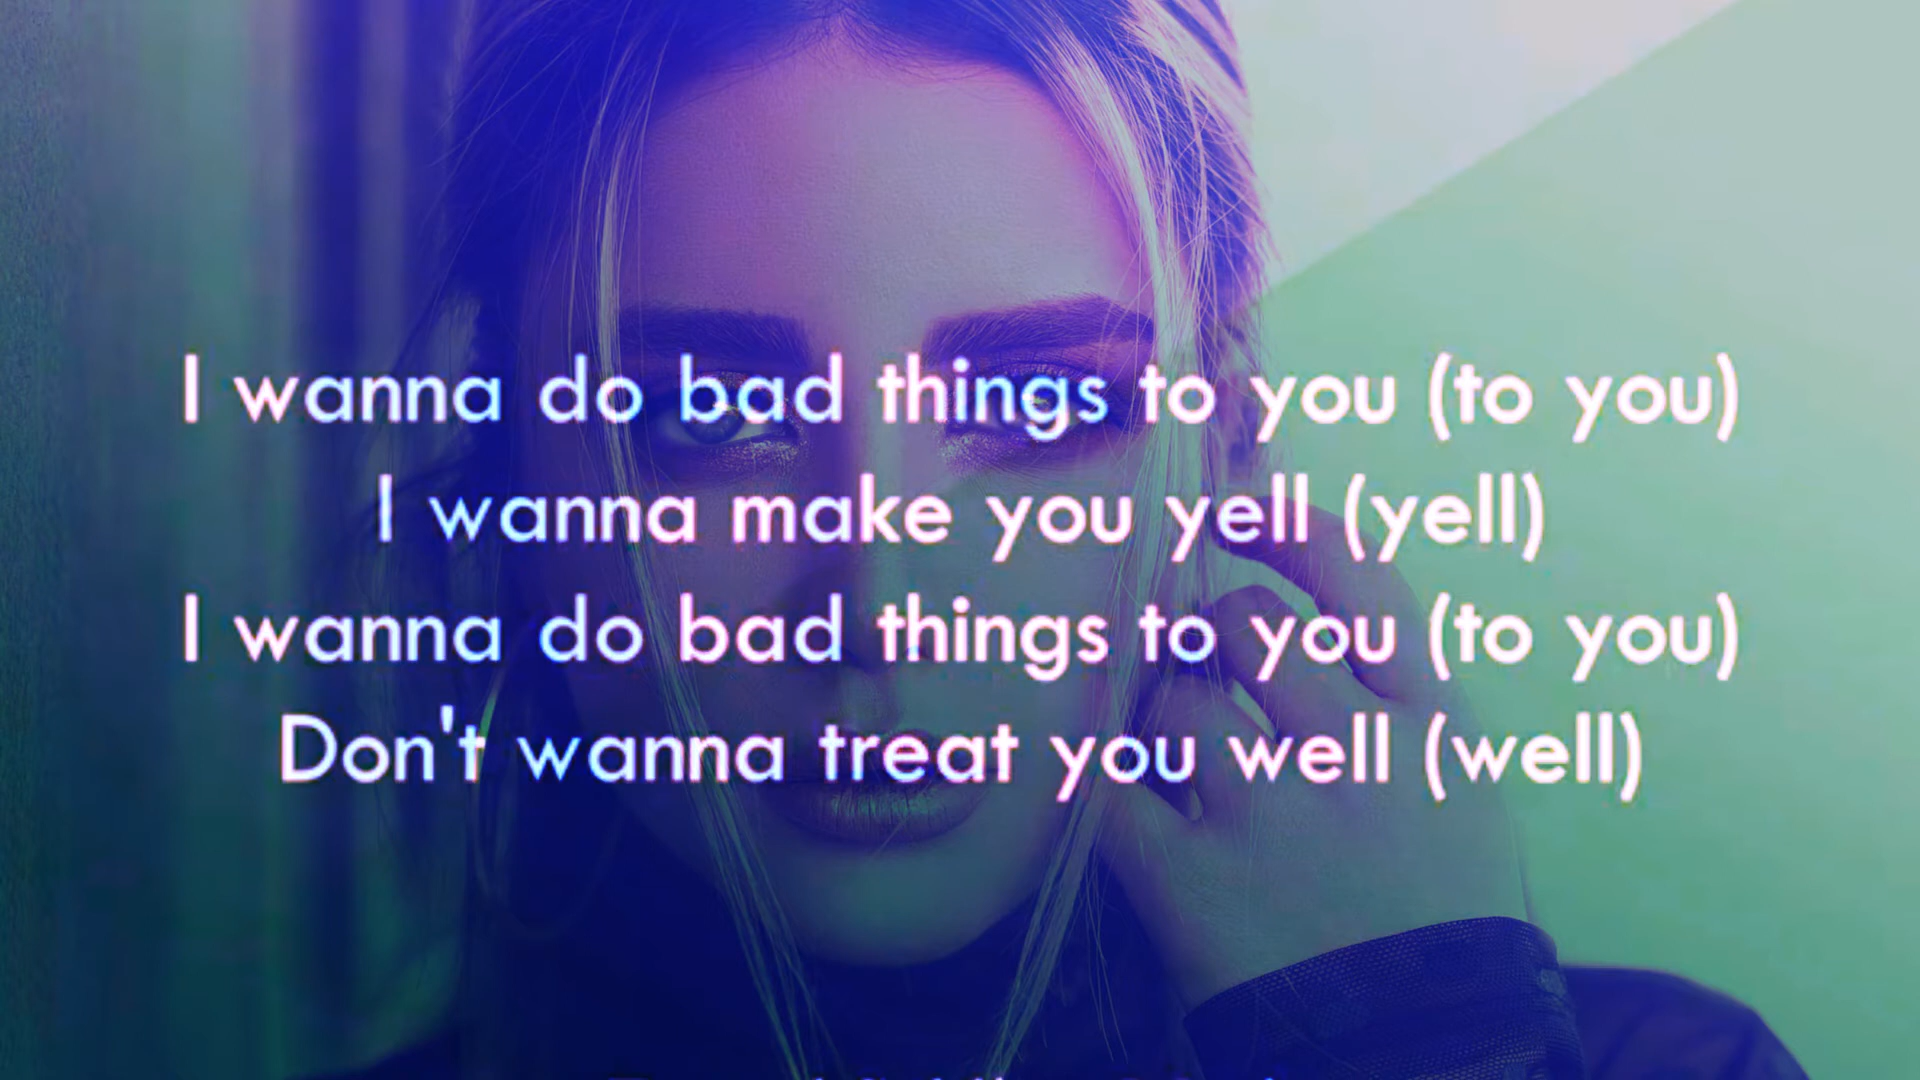 I wanna do bad things to you (to you)
I wanna make you yell (yell)
I wanna do bad things to you (to you)
Don't wanna treat you well (well)